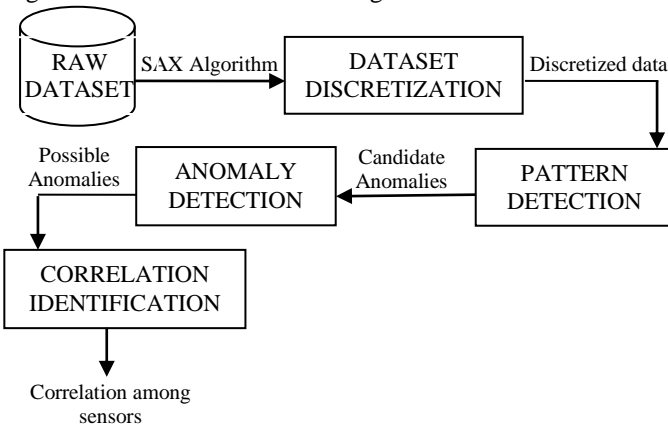 RAW
DATASET
SAX Algorithm
DATASET
DISCRETIZATION
Discretized data
PATTERN
DETECTION
Candidate
Anomalies
ANOMALY
DETECTION
Possible
Anomalies
CORRELATION
IDENTIFICATION
Correlation among
sensors